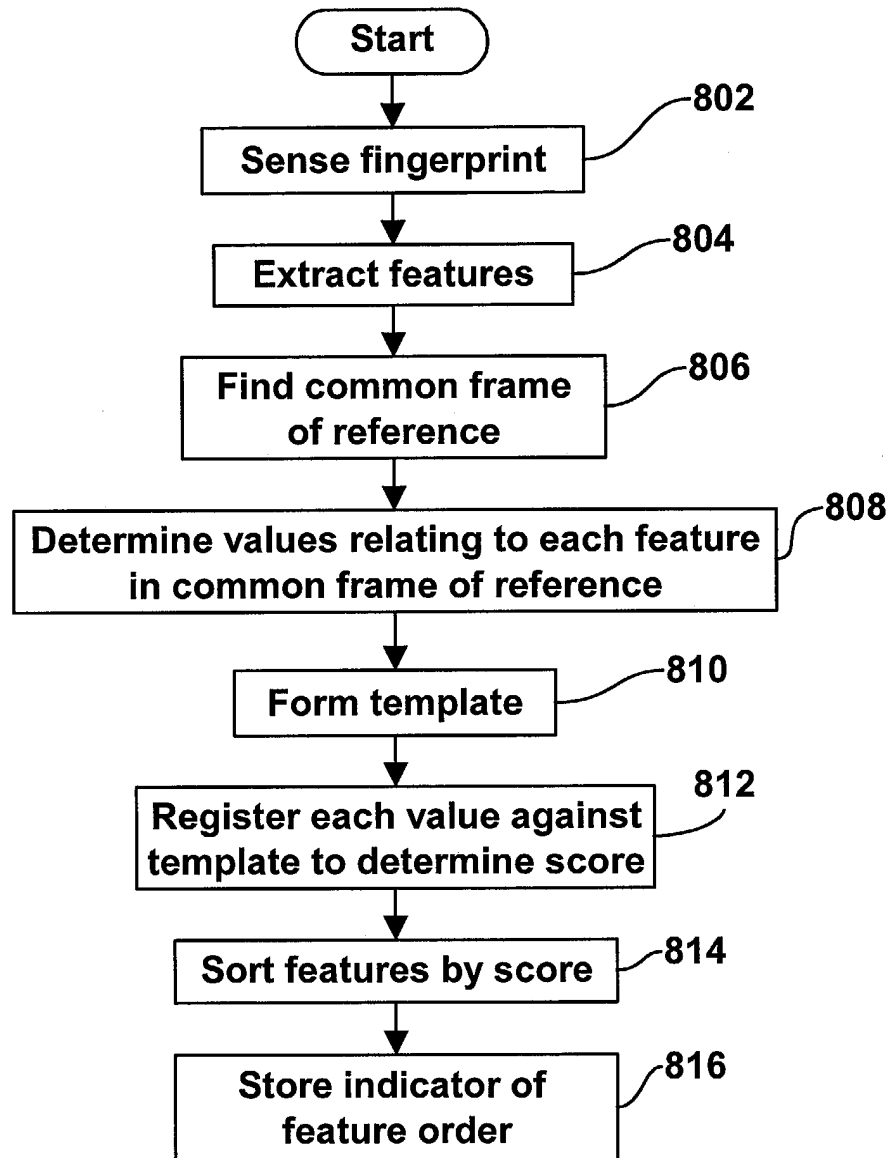 Start
802
Sense fingerprint
804
Extract features
806
Find common frame
of reference
808
Determine values relating to each feature
in common frame of reference
810
Form template
812
Register each value against
template to determine score
814
Sort features by score
816
Store indicator of
feature order